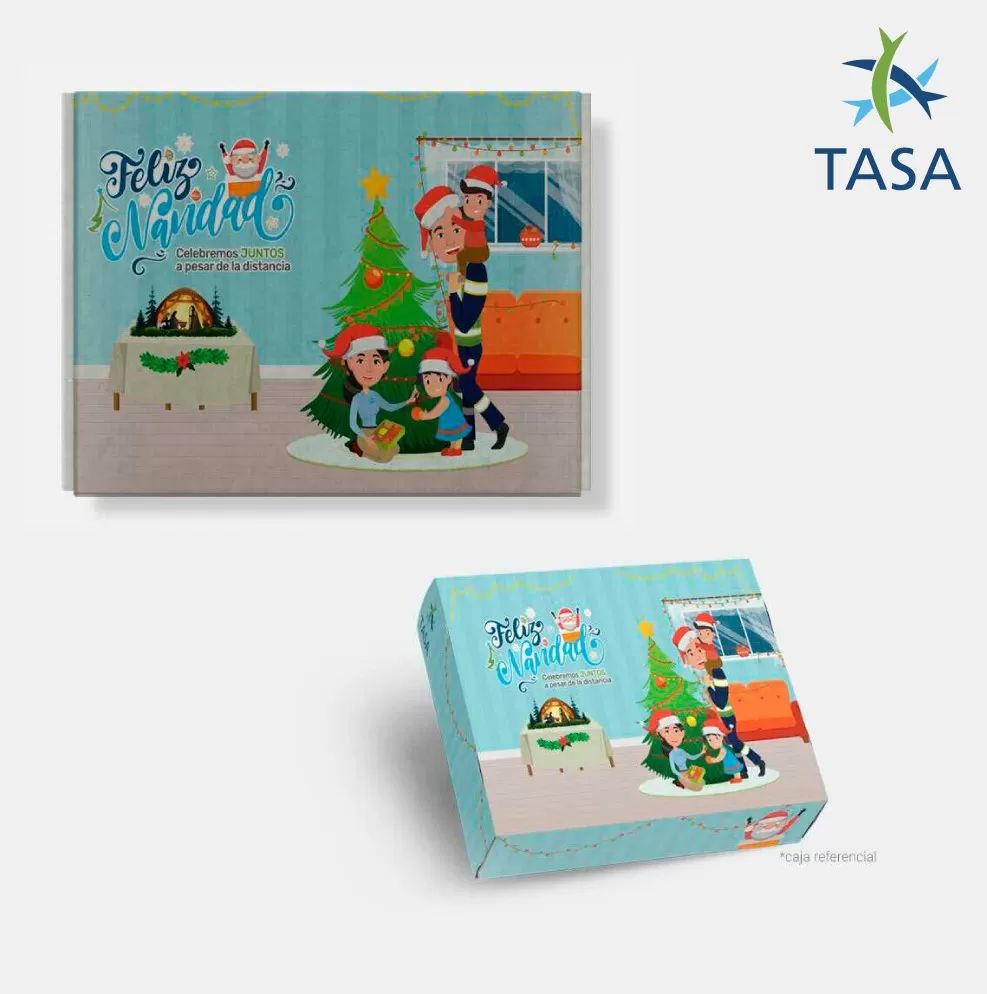 TASA
Feliz
Navidad
Celebremos JUNTOS
a pesar de la distancia
TASA
Feliz
Navidad
Celebremos JUNTOS
a pesar de la distancia
*caja referencial